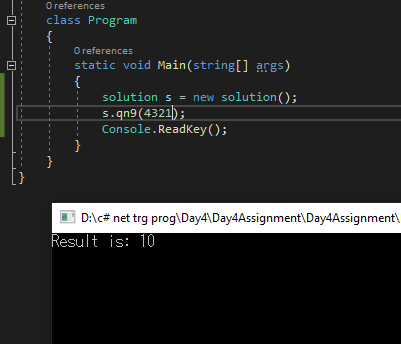 0 references
class Program
{
0 references
static void Main(string[] args)
{
solution s = new solution();
s.qn9(4321);
Console.ReadKey();
}
}
}
D:\c# net trg prog\Day4\Day4Assignment\Day4Assignment\
Result is: 10